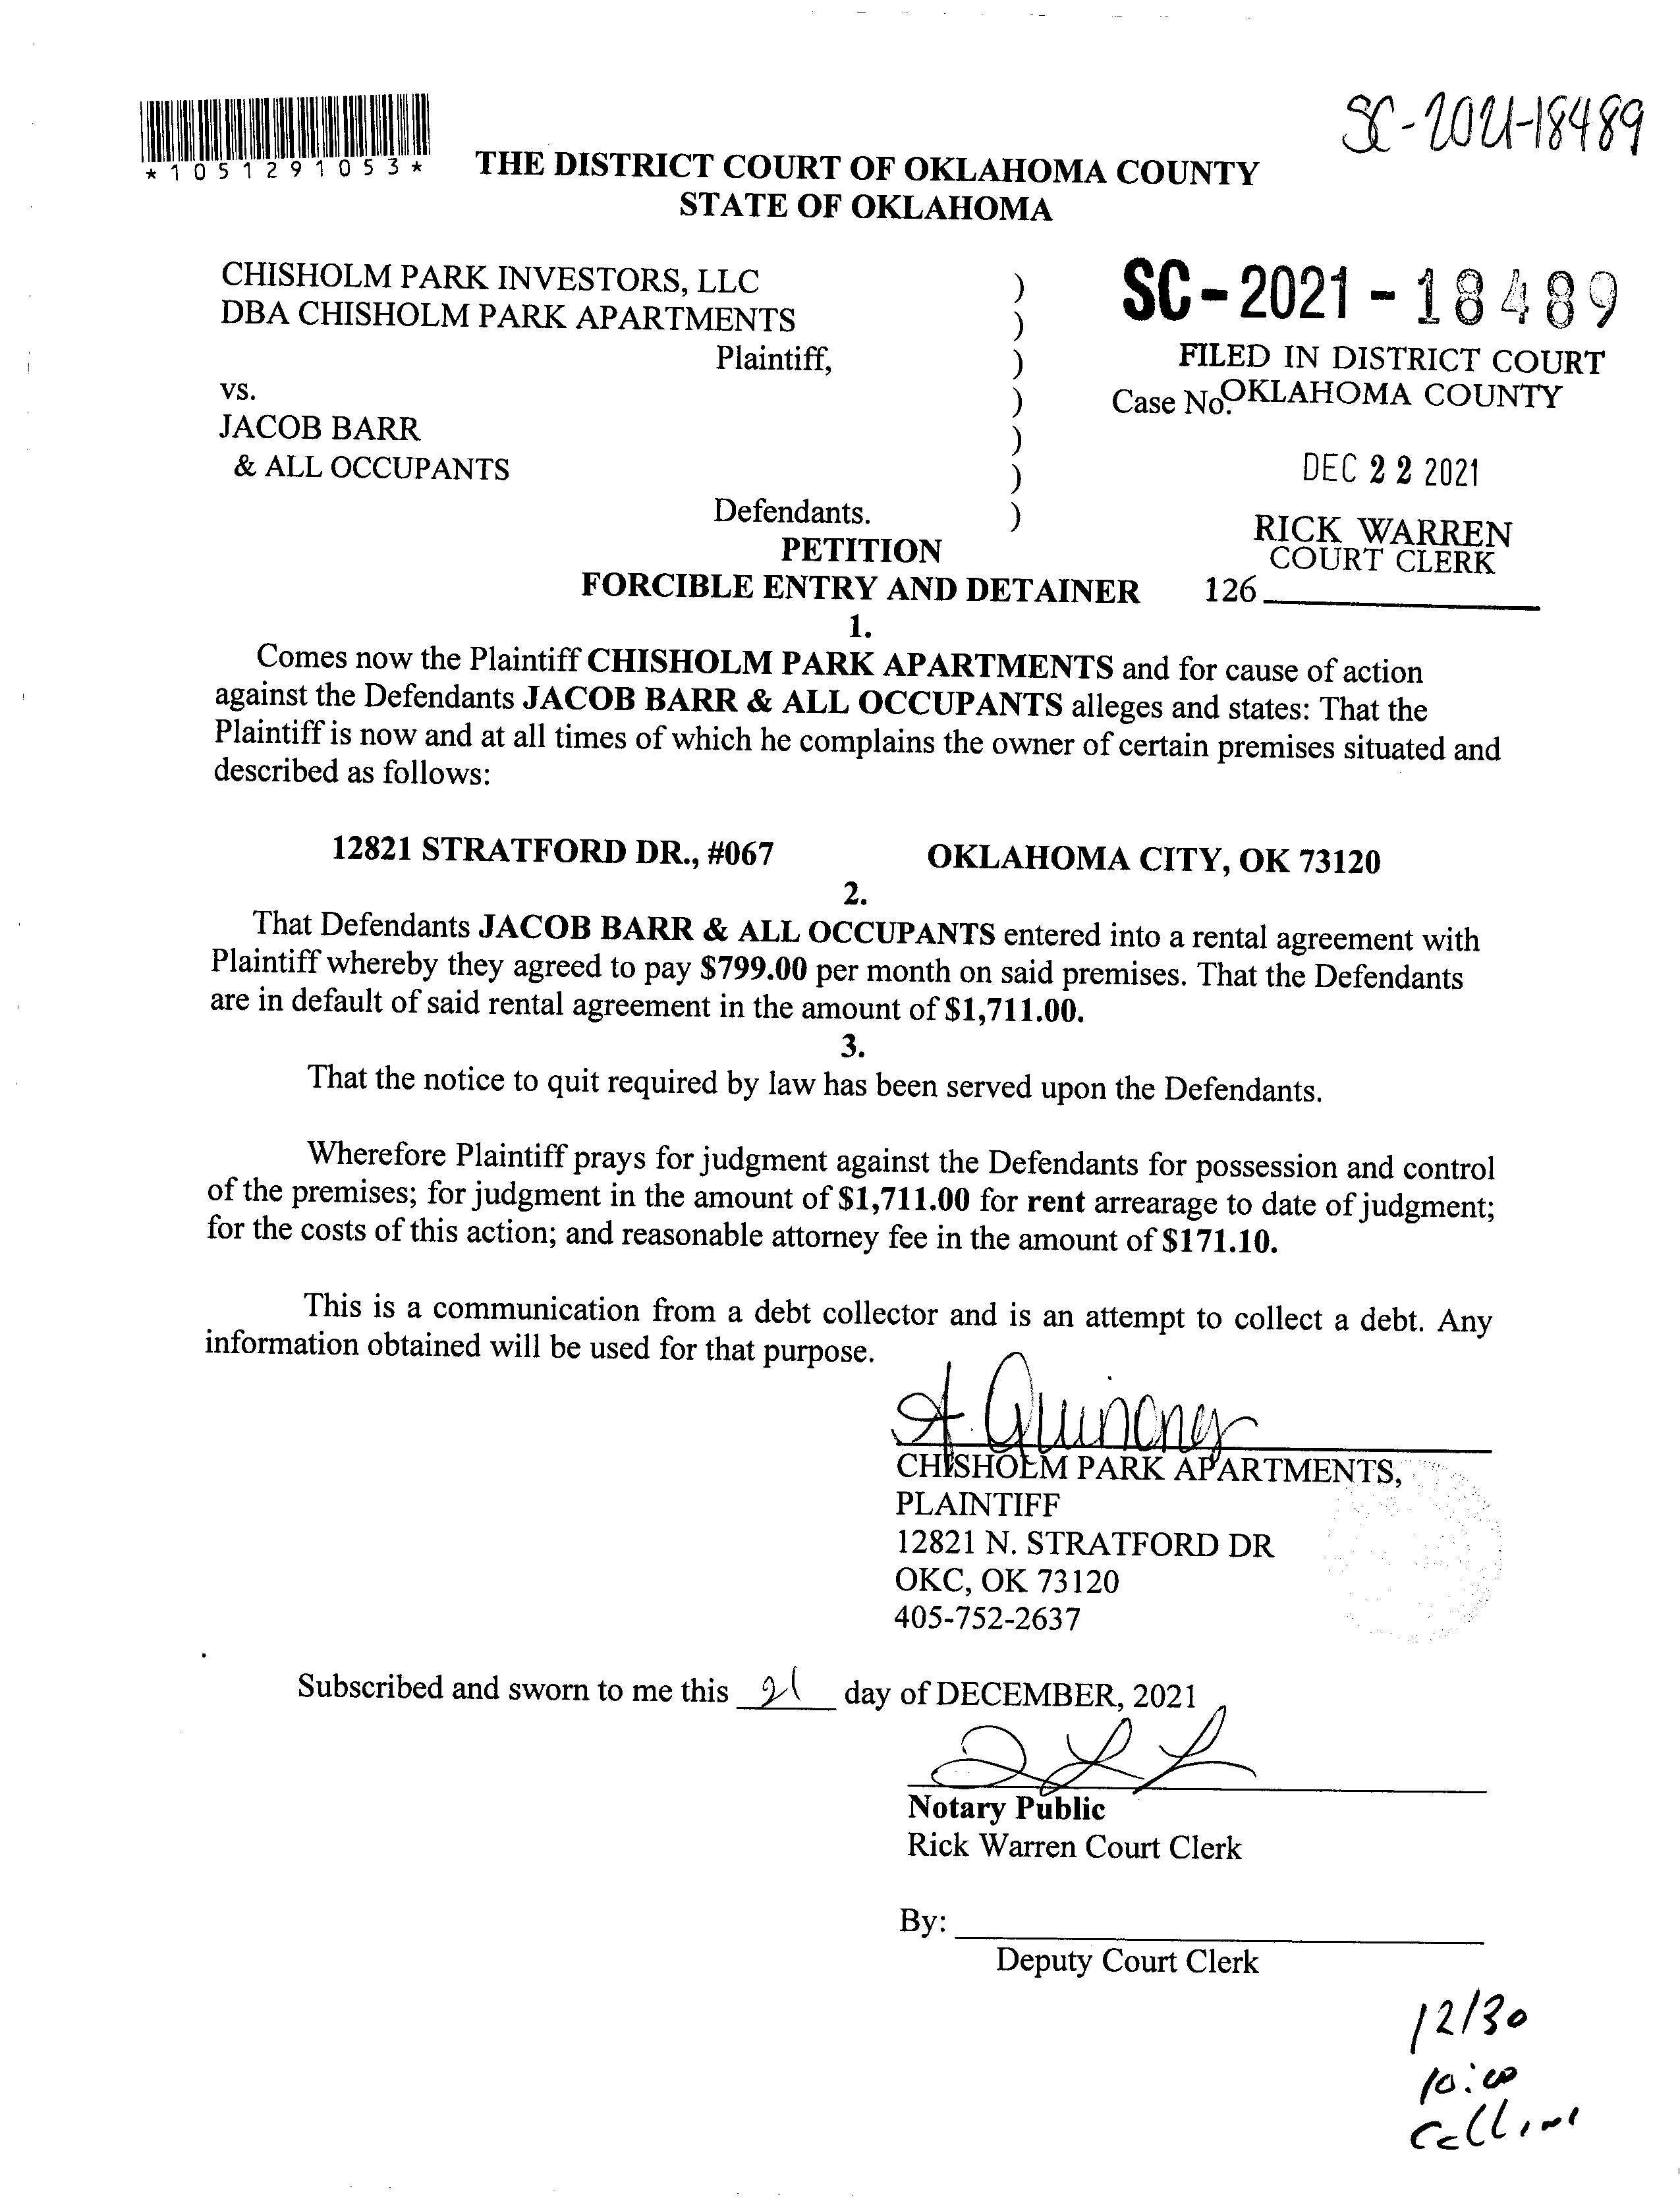 SC-2021-18489
*1051291053*
THE DISTRICT COURT OF OKLAHOMA COUNTY
STATE OF OKLAHOMA
CHISHOLM PARK INVESTORS, LLC )
DBA CHISHOLM PARK APARTMENTS )
Plaintiff, )
vs. )
JACOB BARR )
& ALL OCCUPANTS )
Defendants. )
SC-2021-18489
FILED IN DISTRICT COURT
OKLAHOMA COUNTY
Case No.
DEC 22 2021
RICK WARREN
COURT CLERK
126
PETITION
FORCIBLE ENTRY AND DETAINER
1.
Comes now the Plaintiff CHISHOLM PARK APARTMENTS and for cause of action
against the Defendants JACOB BARR & ALL OCCUPANTS alleges and states: That the
Plaintiff is now and at all times of which he complains the owner of certain premises situated and
described as follows:
12821 STRATFORD DR., #067 OKLAHOMA CITY, OK 73120
2.
That Defendants JACOB BARR & ALL OCCUPANTS entered into a rental agreement with
Plaintiff whereby they agreed to pay $799.00 per month on said premises. That the Defendants
are in default of said rental agreement in the amount of $1,711.00.
3.
That the notice to quit required by law has been served upon the Defendants.
Wherefore Plaintiff prays for judgment against the Defendants for possession and control
of the premises; for judgment in the amount of $1,711.00 for rent arrearage to date of judgment;
for the costs of this action; and reasonable attorney fee in the amount of $171.10.
This is a communication from a debt collector and is an attempt to collect a debt. Any
information obtained will be used for that purpose.
A. Quinones
CHISHOLM PARK APARTMENTS,
PLAINTIFF
12821 N. STRATFORD DR
OKC, OK 73120
405-752-2637
Subscribed and sworn to me this 21 day of DECEMBER, 2021
Notary Public
Rick Warren Court Clerk
By:
Deputy Court Clerk
12/30
10:00